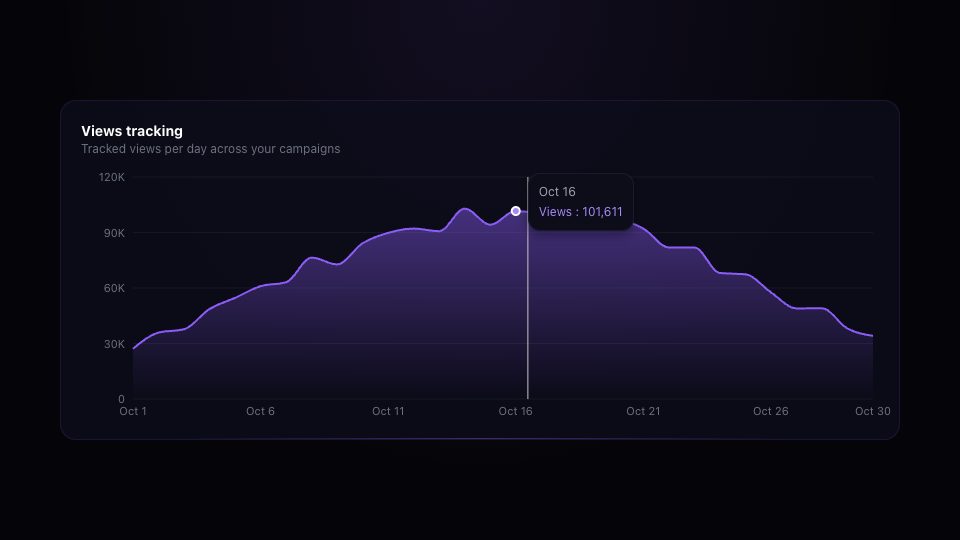 Views tracking
Tracked views per day across your campaigns
120K
90K
60K
30K
0
Oct 16
Views : 101,611
Oct 1
Oct 6
Oct 11
Oct 16
Oct 21
Oct 26
Oct 30